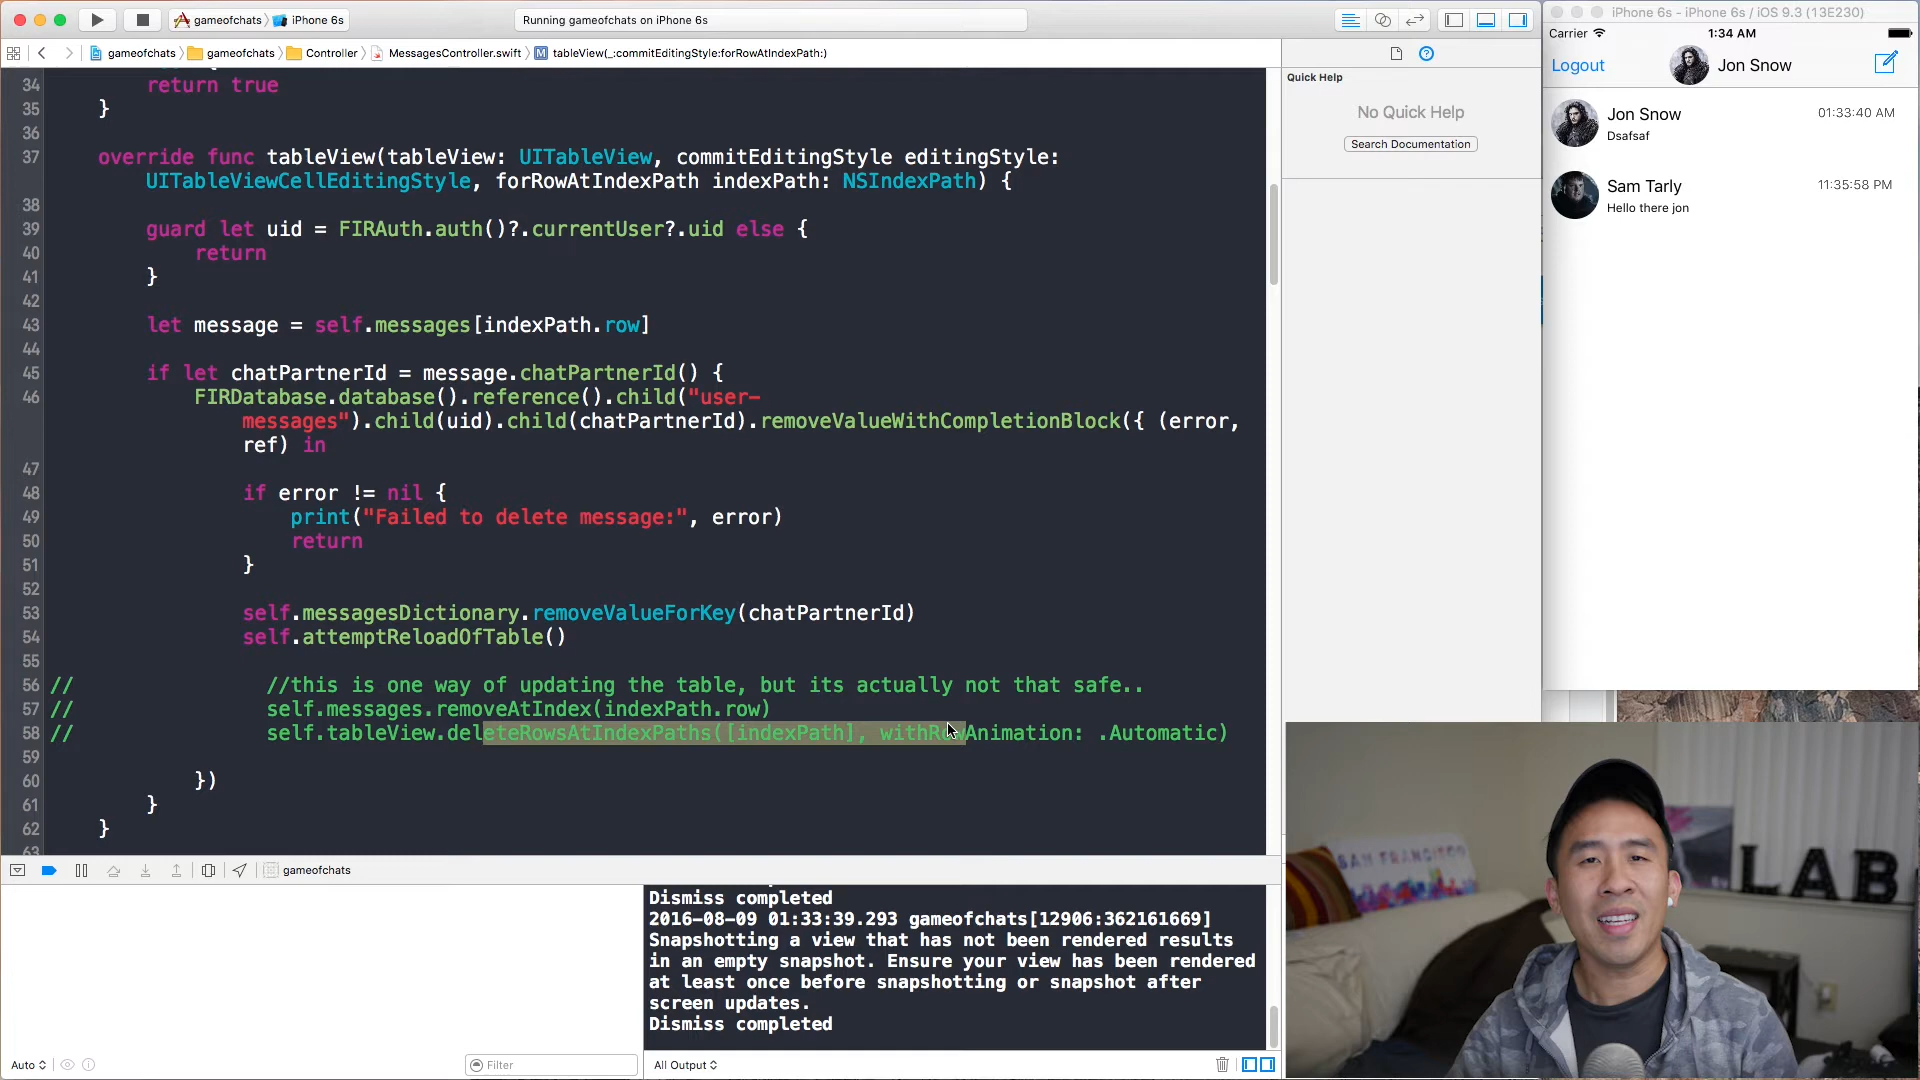 gameofchats iPhone 6s
Running gameofchats on iPhone 6s
iPhone 6s - iPhone 6s / iOS 9.3 (13E230)
gameofchats gameofchats Controller MessagesController.swift M tableView(_:commitEditingStyle:forRowAtIndexPath:)
34 return true
35 }
36
37 override func tableView(tableView: UITableView, commitEditingStyle editingStyle:
UITableViewCellEditingStyle, forRowAtIndexPath indexPath: NSIndexPath) {
38
39 guard let uid = FIRAuth.auth()?.currentUser?.uid else {
40 return
41 }
42
43 let message = self.messages[indexPath.row]
44
45 if let chatPartnerId = message.chatPartnerId() {
46 FIRDatabase.database().reference().child("user-
messages").child(uid).child(chatPartnerId).removeValueWithCompletionBlock({ (error,
ref) in
47
48 if error != nil {
49 print("Failed to delete message:", error)
50 return
51 }
52
53 self.messagesDictionary.removeValueForKey(chatPartnerId)
54 self.attemptReloadOfTable()
55
56 // //this is one way of updating the table, but its actually not that safe..
57 // self.messages.removeAtIndex(indexPath.row)
58 // self.tableView.deleteRowsAtIndexPaths([indexPath], withRowAnimation: .Automatic)
59
60 })
61 }
62 }
63
Quick Help
No Quick Help
Search Documentation
Carrier 1:34 AM
Logout Jon Snow
Jon Snow 01:33:40 AM
Dsafsaf
Sam Tarly 11:35:58 PM
Hello there jon
gameofchats
Dismiss completed
2016-08-09 01:33:39.293 gameofchats[12906:362161669]
Snapshotting a view that has not been rendered results
in an empty snapshot. Ensure your view has been rendered
at least once before snapshotting or snapshot after
screen updates.
Dismiss completed
Auto Filter All Output
SAN FRANCISCO
LAB